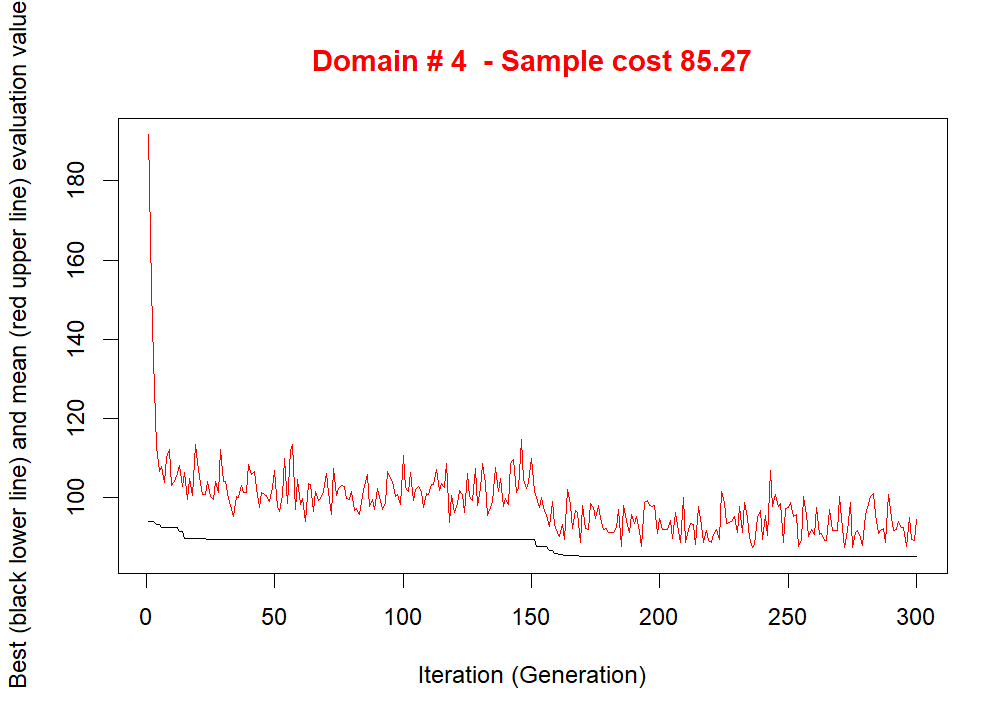 Domain # 4  - Sample cost 85.27
Best (black lower line) and mean (red upper line) evaluation value
180
160
140
120
100
0 50 100 150 200 250 300
Iteration (Generation)